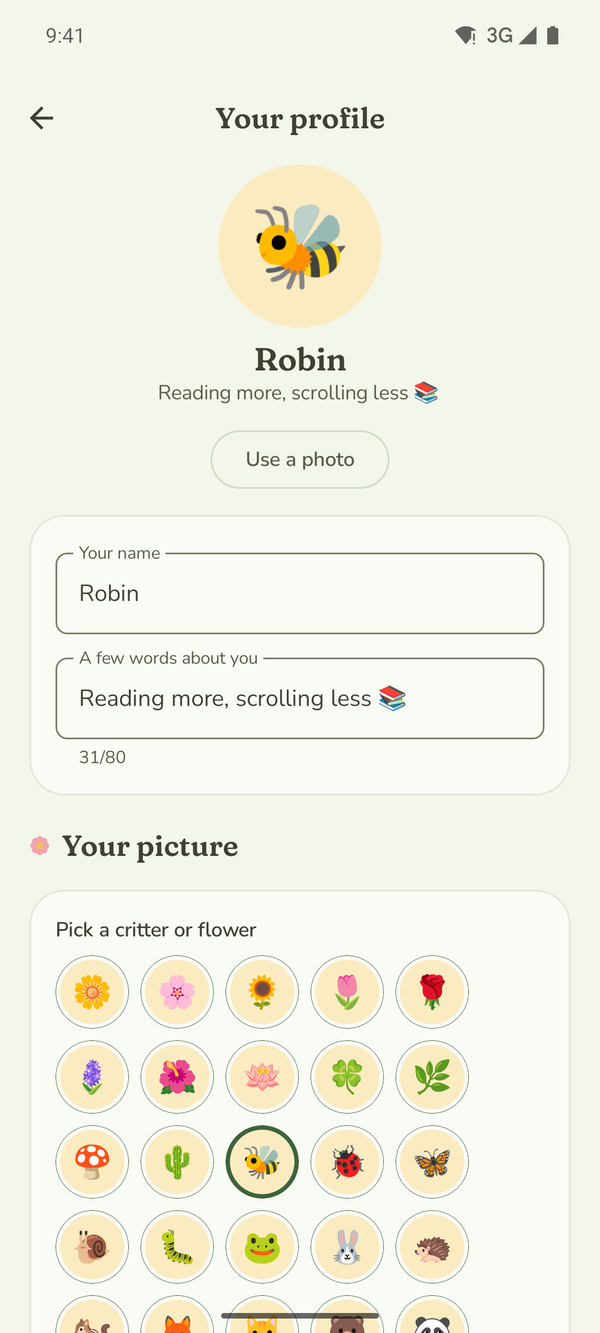 9:41
3G
Your profile
Robin
Reading more, scrolling less 📚
Use a photo
Your name
Robin
A few words about you
Reading more, scrolling less 📚
31/80
Your picture
Pick a critter or flower